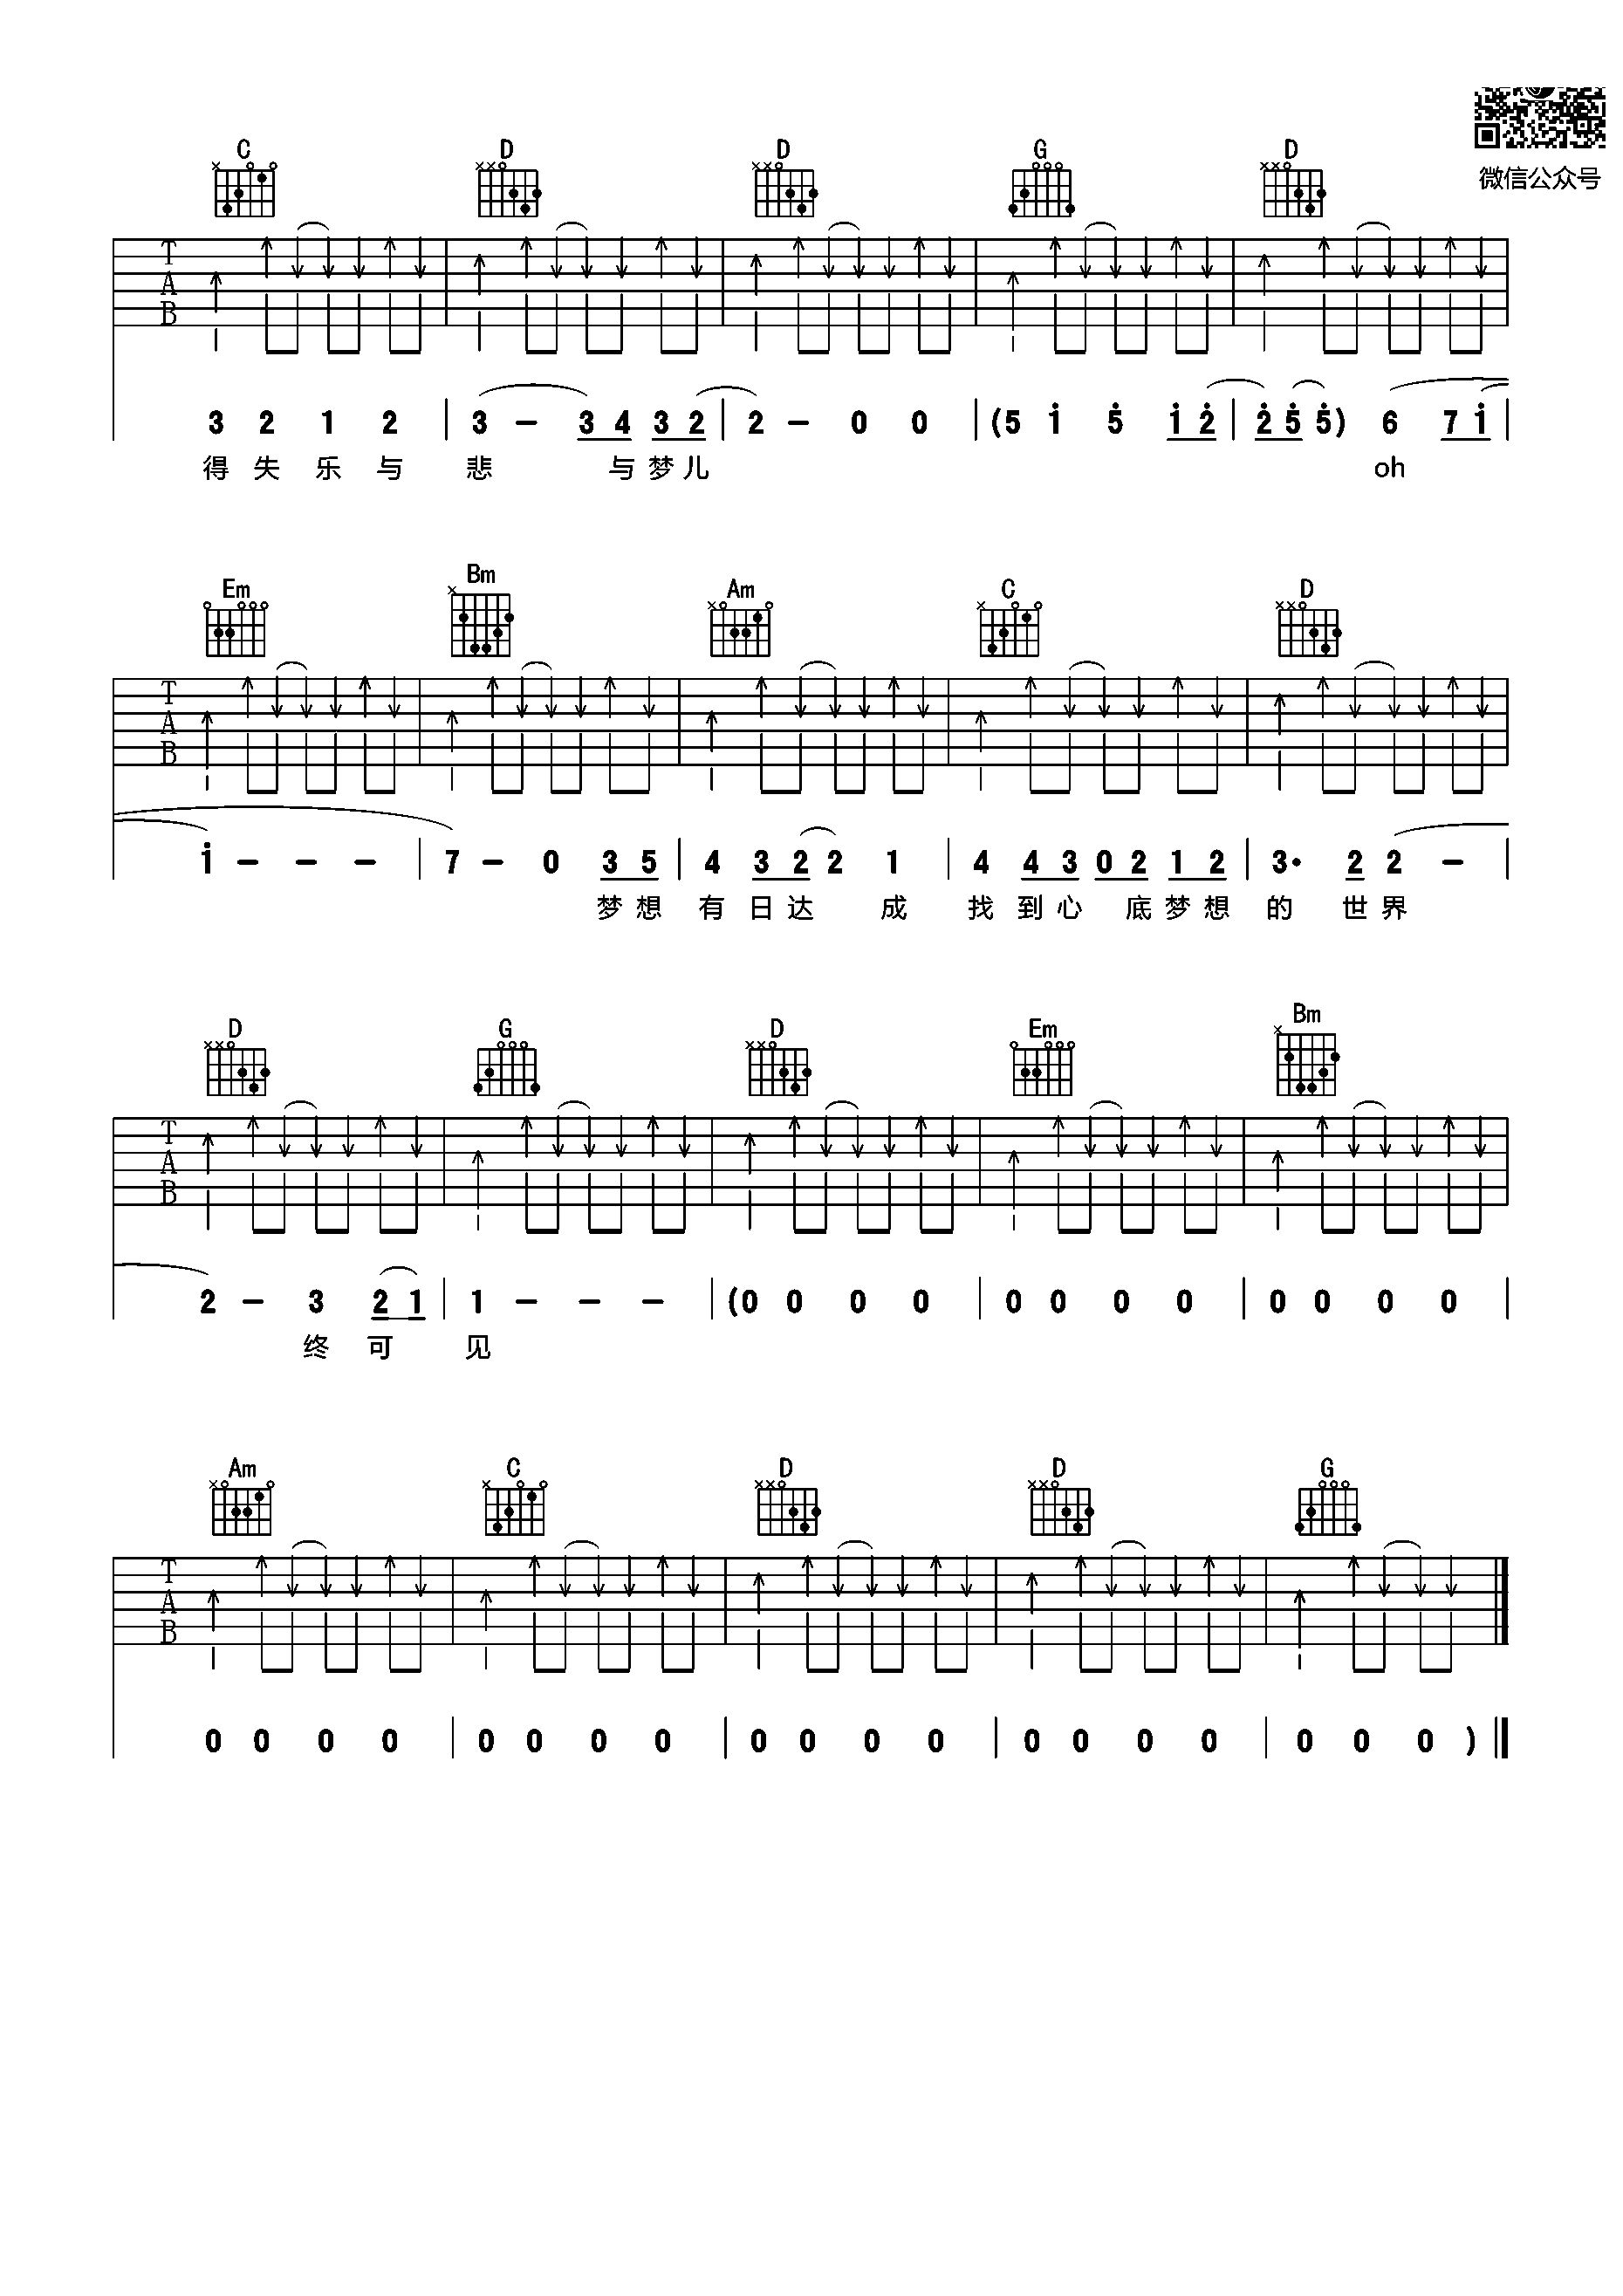 微信公众号
C D D G D
T
A
B
3 2 1 2 | 3 - 3 4 3 2 | 2 - 0 0 | (5 i 5̇ i 2̇ | 2̇ 5̇ 5̇) 6 7 i |
得 失 乐 与 悲 与 梦 儿 oh
Em Bm Am C D
T
A
B
i - - - | 7 - 0 3 5 | 4 3 2 2 1 | 4 4 3 0 2 1 2 | 3· 2 2 - |
梦 想 有 日 达 成 找 到 心 底 梦 想 的 世 界
D G D Em Bm
T
A
B
2 - 3 2 1 | 1 - - - | (0 0 0 0 | 0 0 0 0 | 0 0 0 0 |
终 可 见
Am C D D G
T
A
B
0 0 0 0 | 0 0 0 0 | 0 0 0 0 | 0 0 0 0 | 0 0 0 )